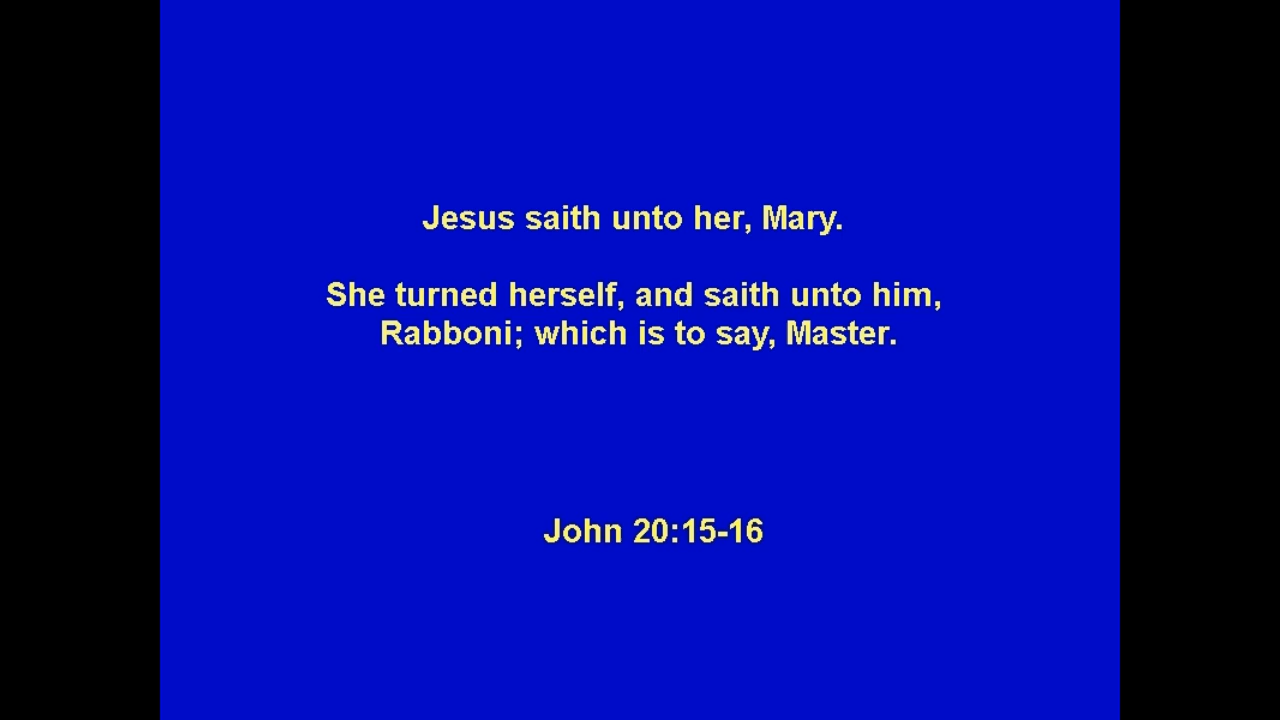 Jesus saith unto her, Mary.
She turned herself, and saith unto him,
Rabboni; which is to say, Master.
John 20:15-16